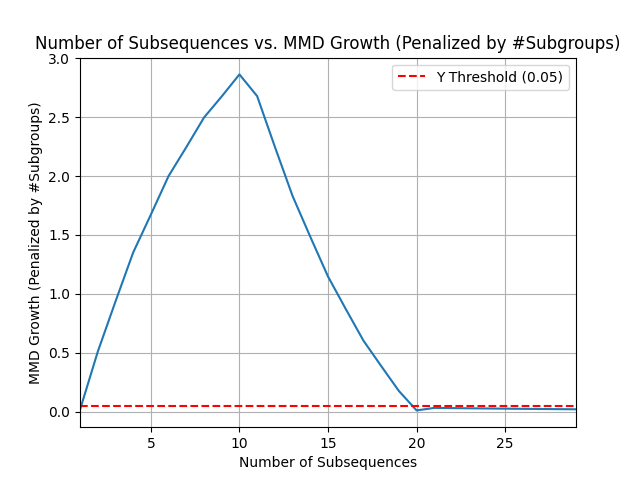 Number of Subsequences vs. MMD Growth (Penalized by #Subgroups)
3.0
Y Threshold (0.05)
2.5
2.0
1.5
1.0
0.5
0.0
MMD Growth (Penalized by #Subgroups)
5 10 15 20 25
Number of Subsequences